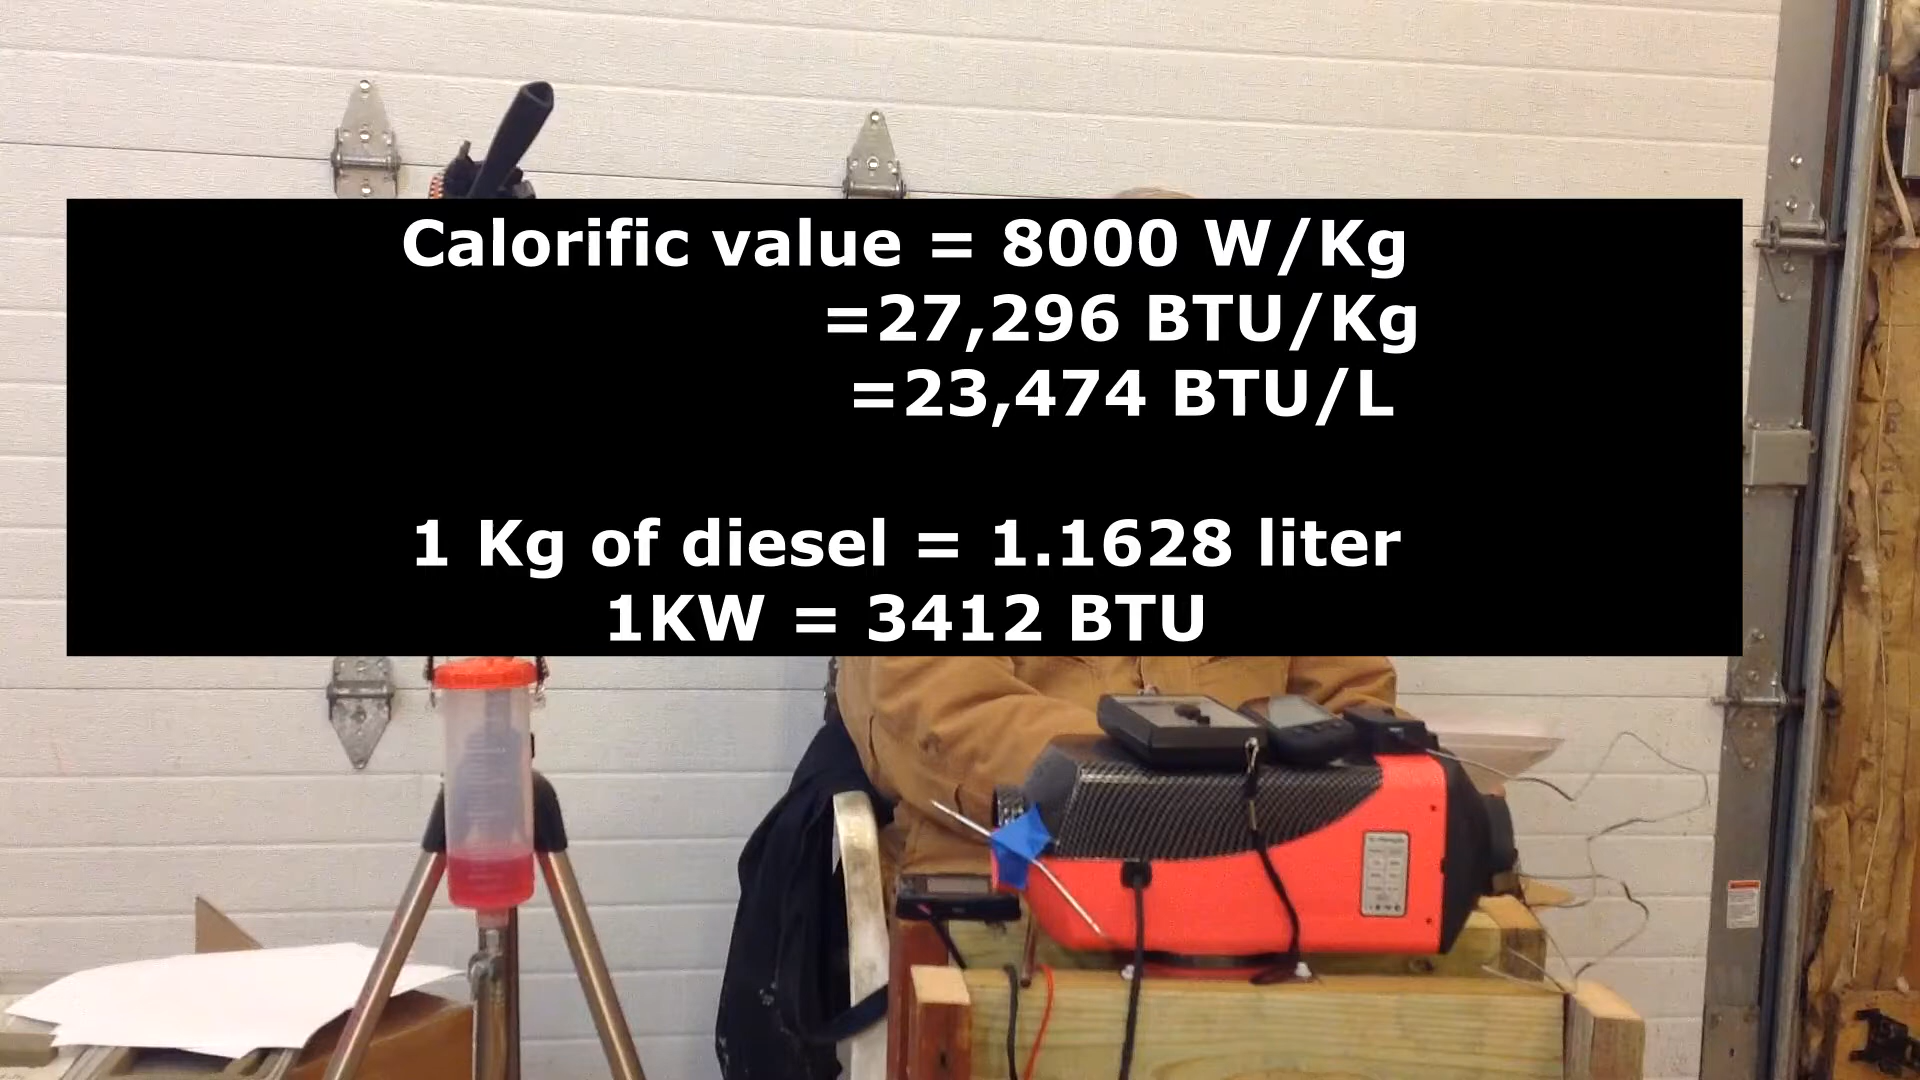 Calorific value = 8000 W/Kg
=27,296 BTU/Kg
=23,474 BTU/L
1 Kg of diesel = 1.1628 liter
1KW = 3412 BTU